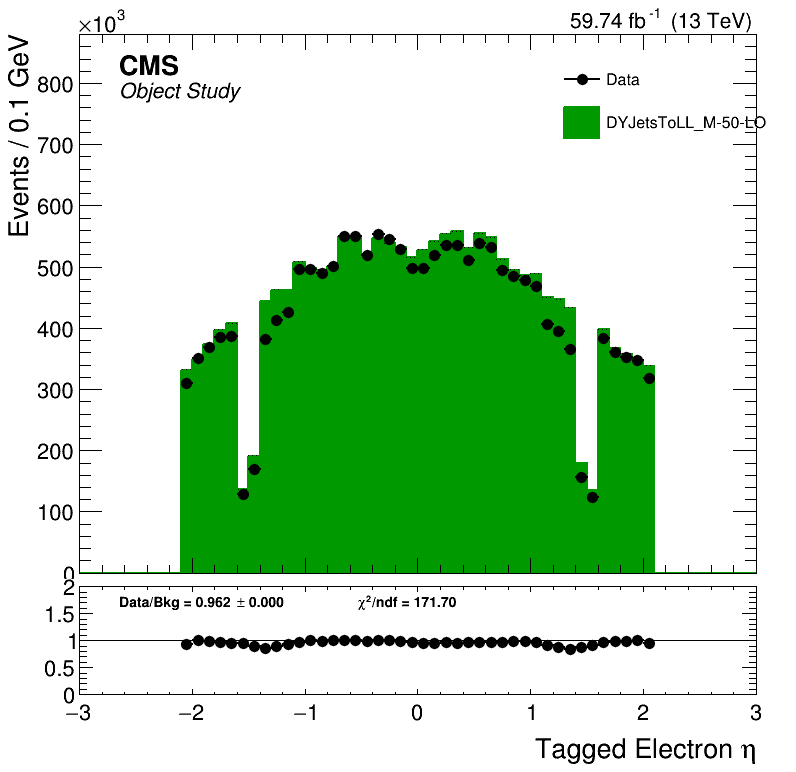 ×10³
59.74 fb⁻¹ (13 TeV)
Events / 0.1 GeV
CMS
Object Study
Data
DYJetsToLL_M-50-LO
800
700
600
500
400
300
200
100
0
Data/Bkg = 0.962 ± 0.000
χ²/ndf = 171.70
2
1.5
1
0.5
0
−3
−2
−1
0
1
2
3
Tagged Electron η